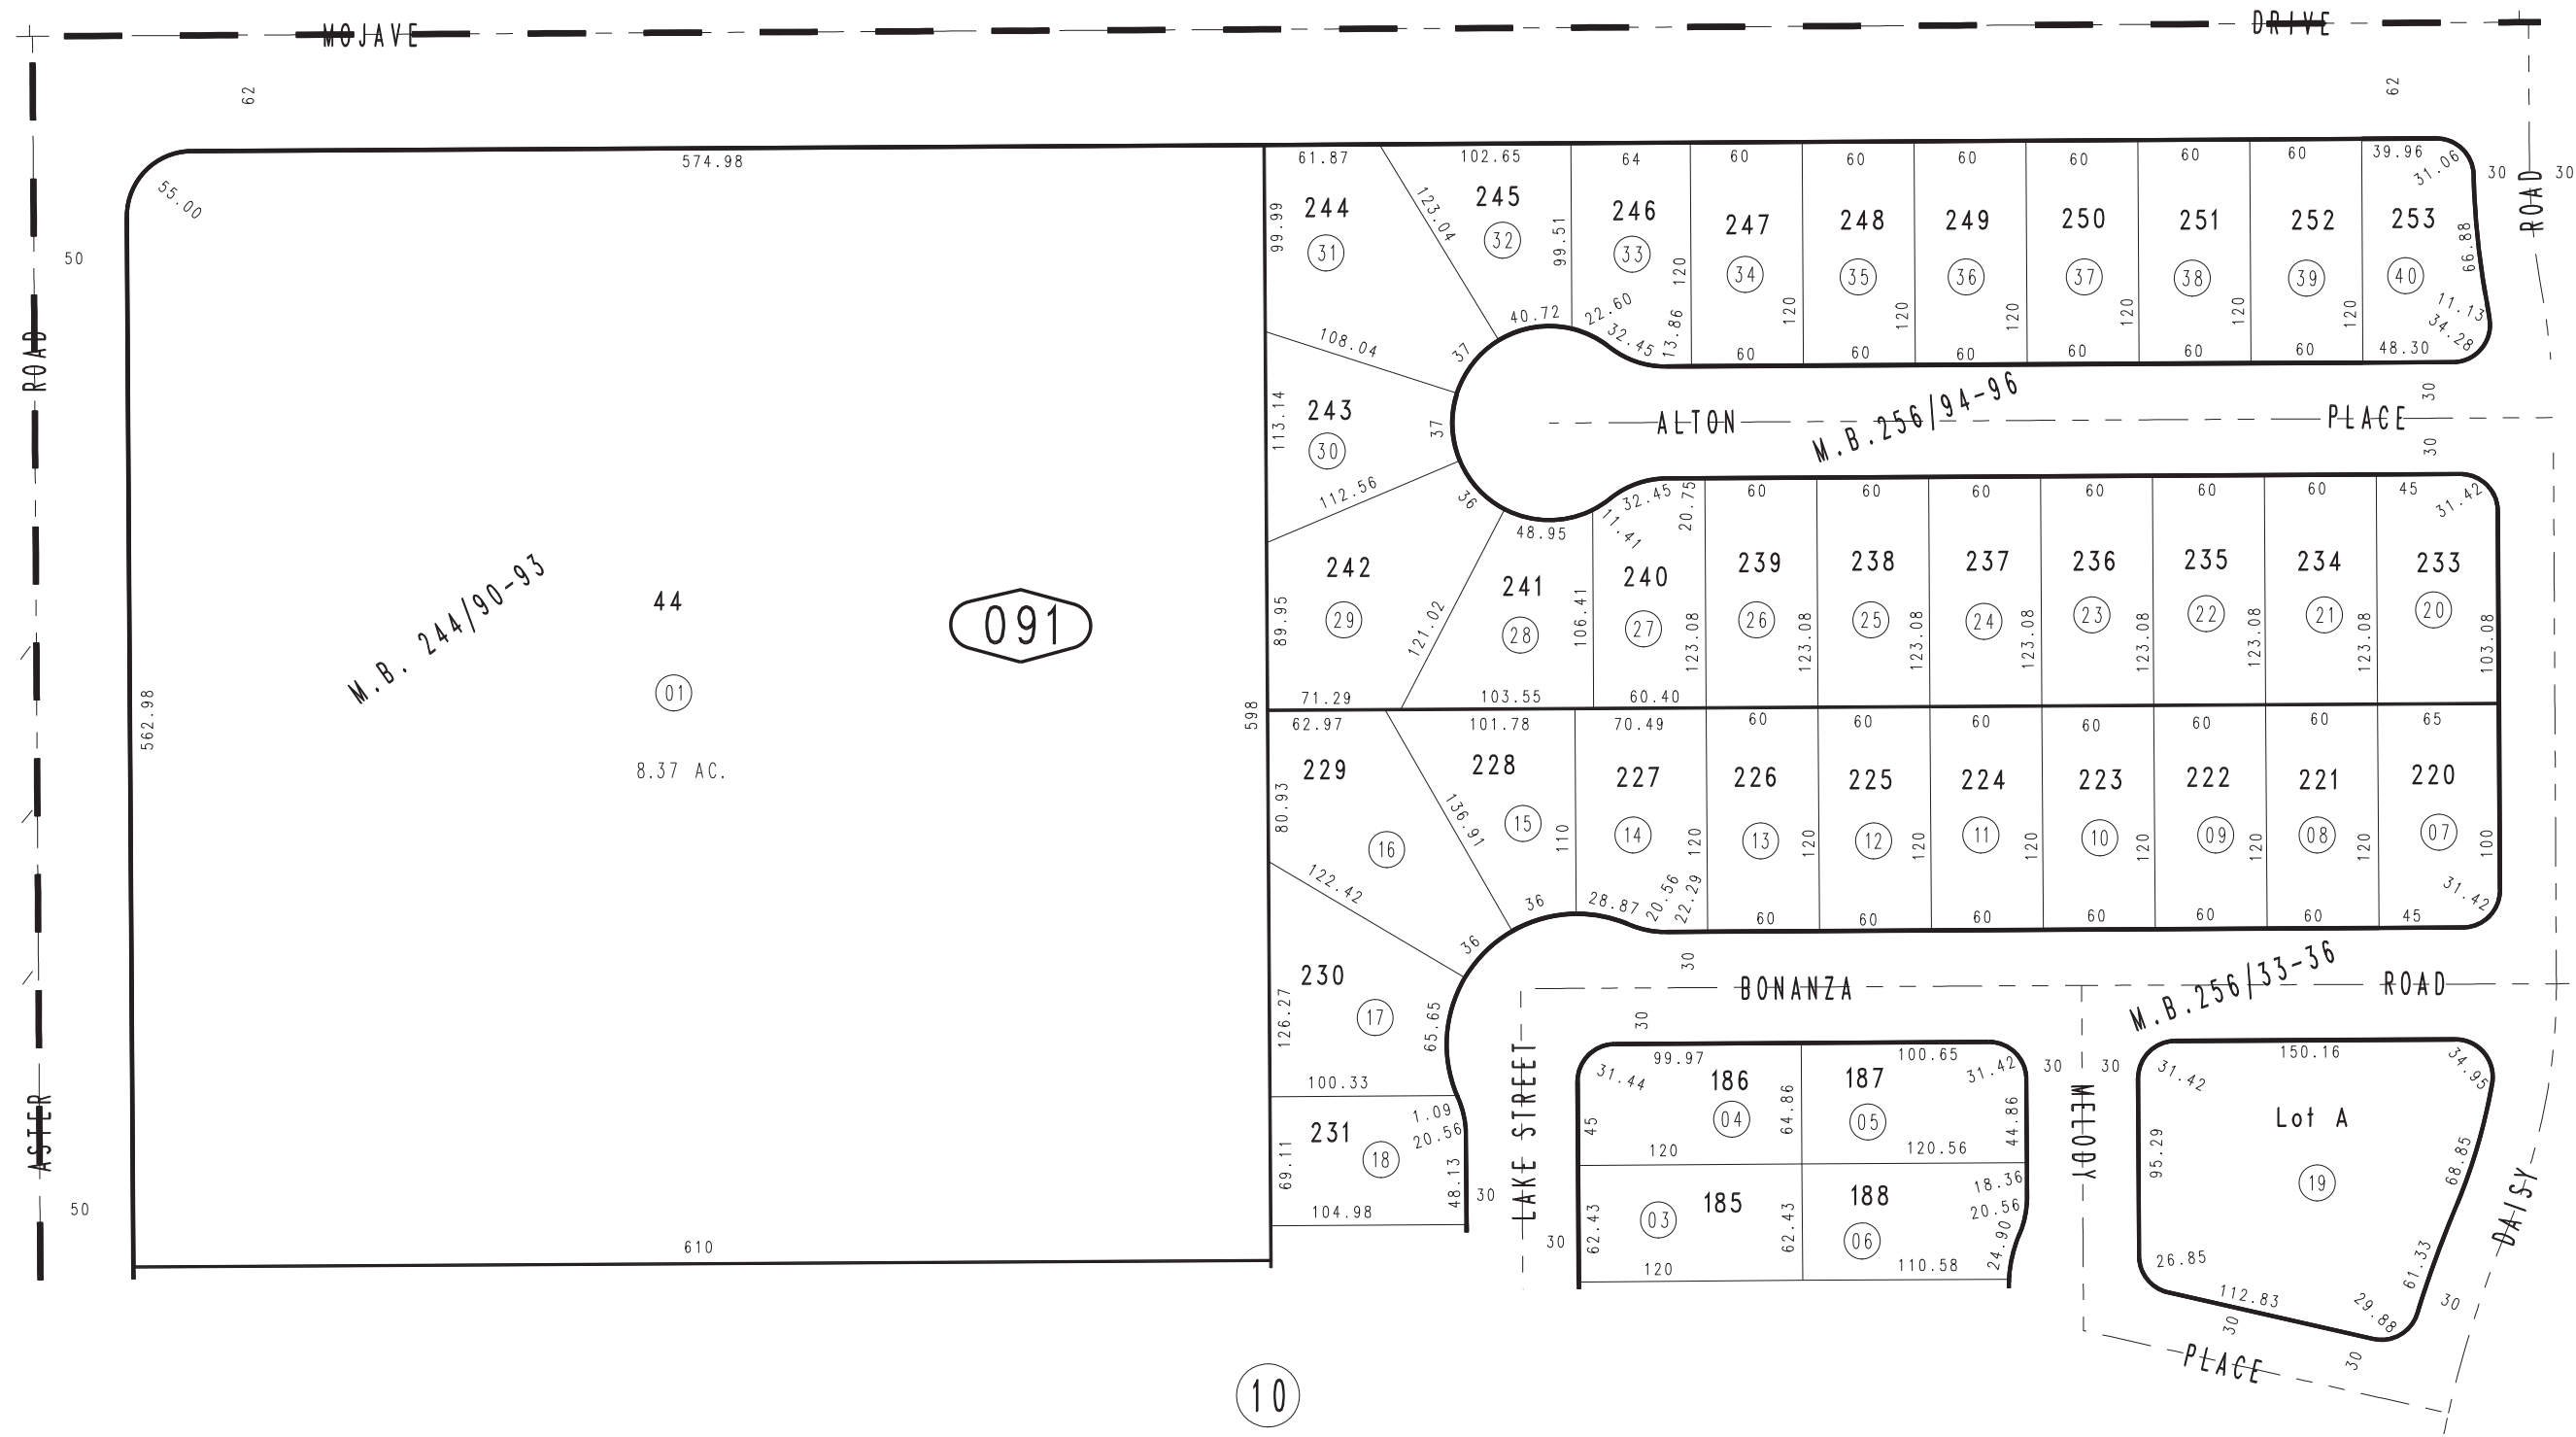 MOJAVE DRIVE
62 62
574.98 61.87 102.65 64 60 60 60 60 60 60 39.96 31.06 30 ROAD 30
55.00
99.99 244 123.04 245 99.51 246 247 248 249 250 251 252 253 66.88
50 31 32 33 120 34 35 36 37 38 39 40
40.72 22.60 32.45 13.86 120 120 120 120 120 120 11.13 34.28
ROAD 108.04 37 60 60 60 60 60 60 48.30
113.14 243 37 ALTON M.B.256/94-96 PLACE 30
30 30
112.56 36 32.45 20.75 60 60 60 60 60 60 45 31.42
48.95 11.41
M.B. 244/90-93 44 091 242 241 240 239 238 237 236 235 234 233
89.95 29 121.02 28 106.41 27 123.08 26 123.08 25 123.08 24 123.08 23 123.08 22 123.08 21 123.08 20 103.08
562.98 01 598 71.29 103.55 60.40
62.97 101.78 70.49 60 60 60 60 60 60 65
8.37 AC. 229 228 227 226 225 224 223 222 221 220
80.93 16 136.91 15 110 14 120 13 120 12 120 11 120 10 120 09 120 08 120 07 100
122.42 36 28.87 20.56 22.29 60 60 60 60 60 60 45 31.42
36 30 BONANZA M.B.256/33-36 ROAD
230 30
126.27 17 65.65
100.33
31.44 99.97 186 100.65 187 31.42 30 30 31.42 150.16 34.95
ASTER 231 1.09 20.56 LAKE STREET 45 04 64.86 05 44.86 MELODY Lot A
69.11 18 48.13 120 120.56 95.29 19 68.85 DAISY
50 104.98 30 185 188 18.36 20.56
610 30 62.43 03 62.43 06 24.90 26.85 61.33
120 110.58 112.83 29.88 30
30 30
PLACE
10